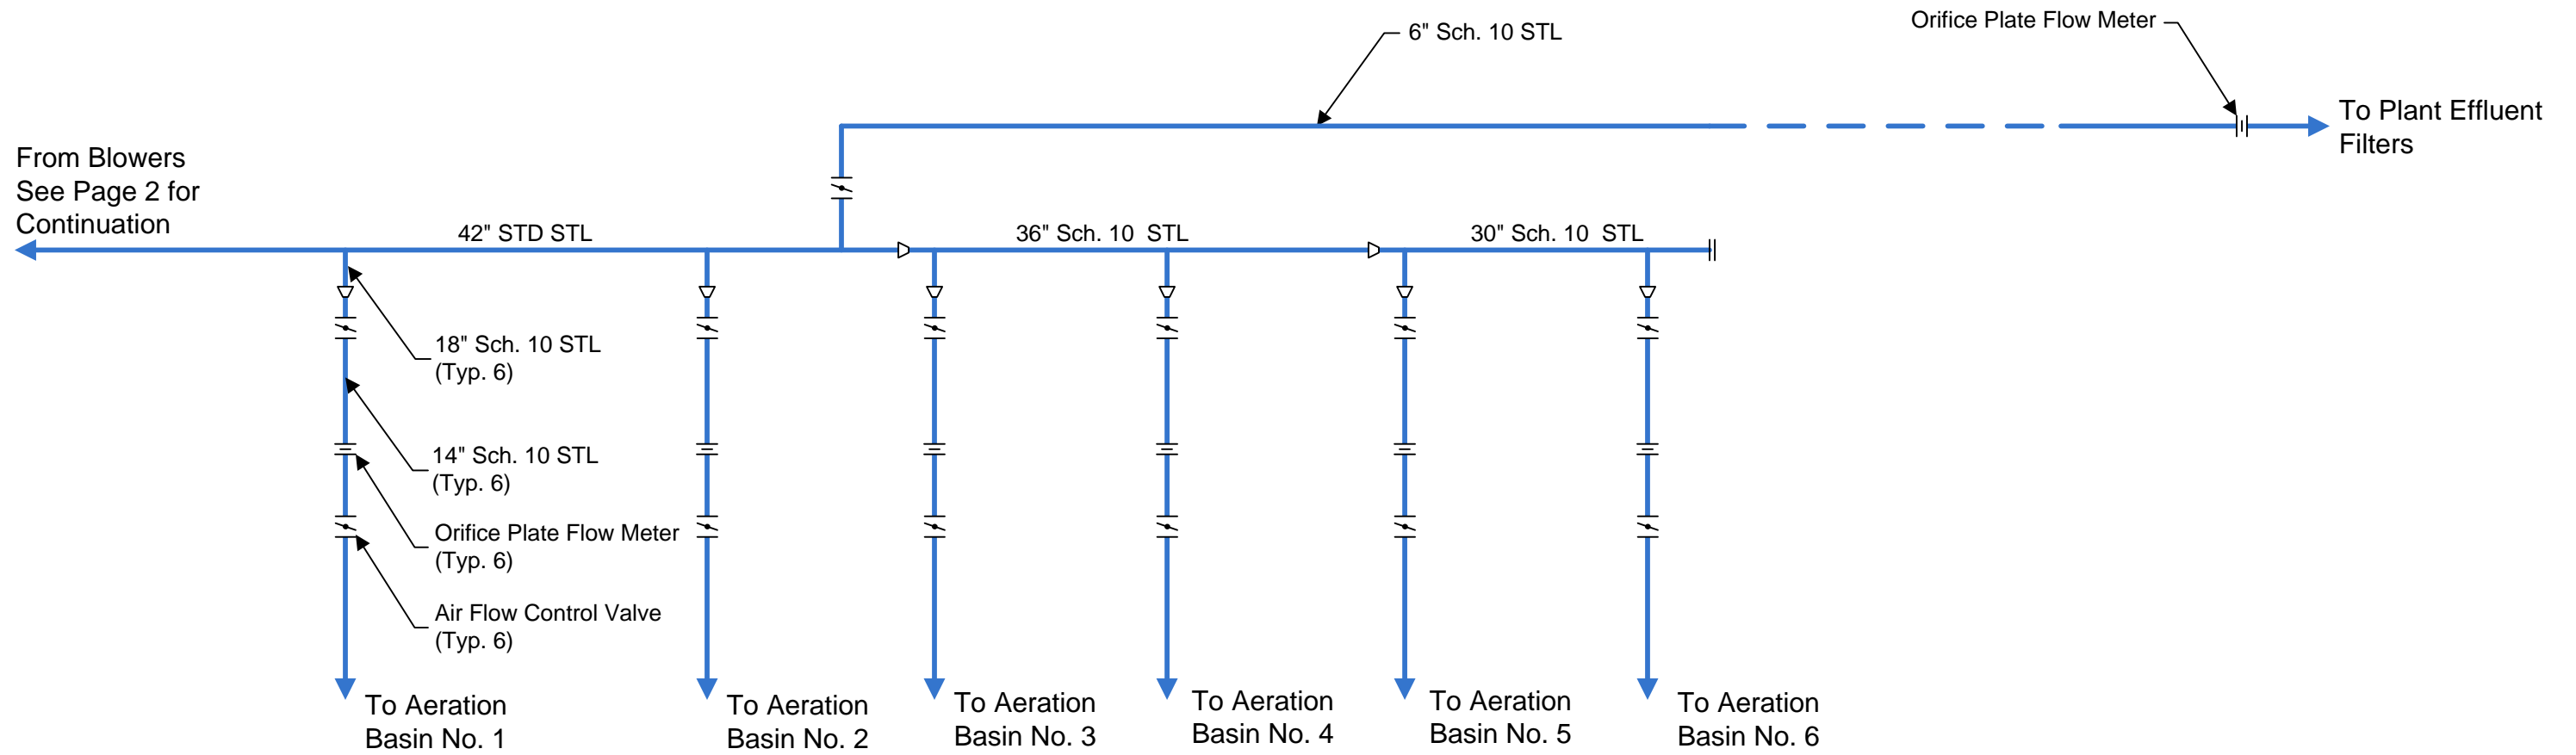 Orifice Plate Flow Meter
6" Sch. 10 STL
To Plant Effluent
Filters
From Blowers
See Page 2 for
Continuation
42" STD STL
36" Sch. 10  STL
30" Sch. 10  STL
18" Sch. 10 STL
(Typ. 6)
14" Sch. 10 STL
(Typ. 6)
Orifice Plate Flow Meter
(Typ. 6)
Air Flow Control Valve
(Typ. 6)
To Aeration
Basin No. 1
To Aeration
Basin No. 2
To Aeration
Basin No. 3
To Aeration
Basin No. 4
To Aeration
Basin No. 5
To Aeration
Basin No. 6